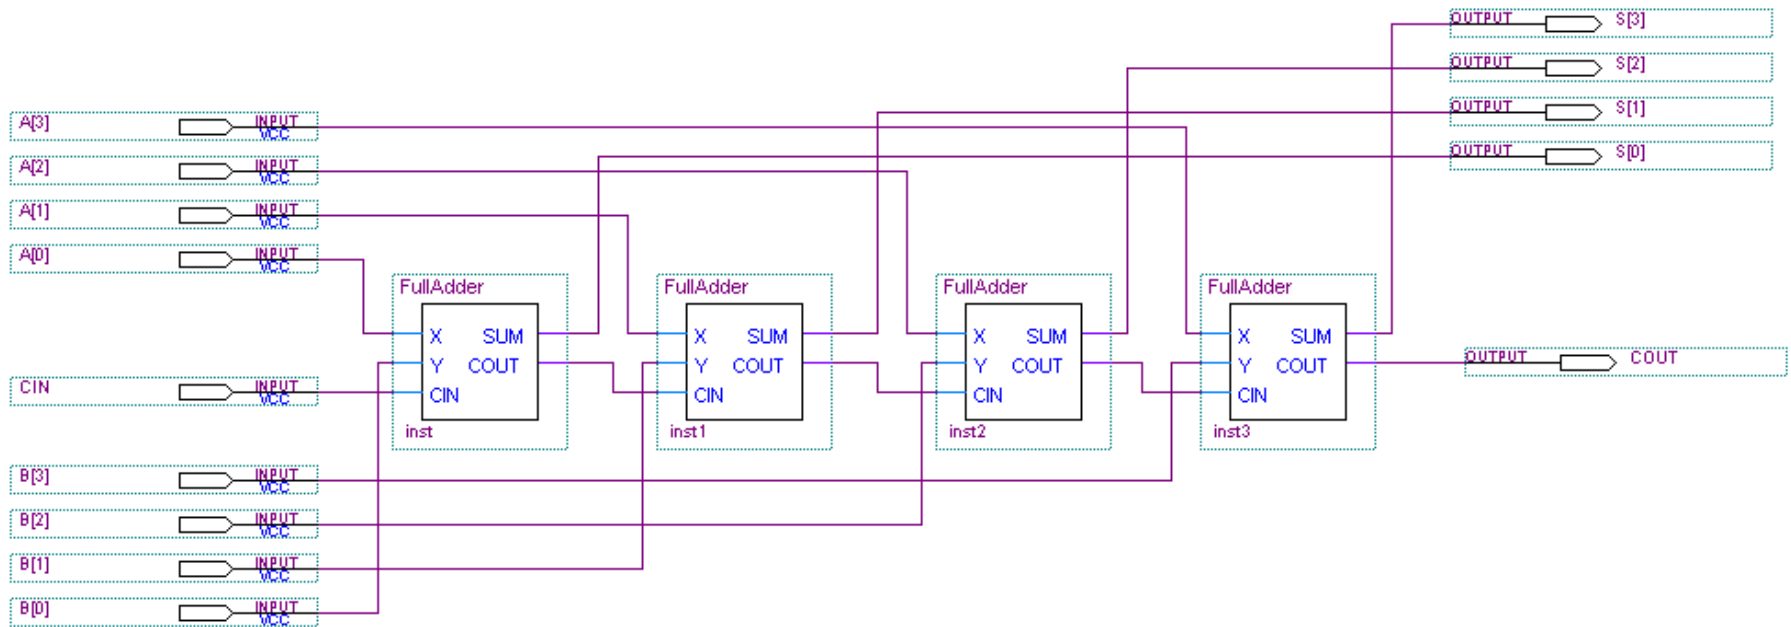 OUTPUT S[3]
OUTPUT S[2]
OUTPUT S[1]
A[3] INPUT VCC
OUTPUT S[0]
A[2] INPUT VCC
A[1] INPUT VCC
A[0] INPUT VCC
FullAdder FullAdder FullAdder FullAdder
X SUM X SUM X SUM X SUM
Y COUT Y COUT Y COUT Y COUT
OUTPUT COUT
CIN INPUT VCC
CIN CIN CIN CIN
inst inst1 inst2 inst3
B[3] INPUT VCC
B[2] INPUT VCC
B[1] INPUT VCC
B[0] INPUT VCC